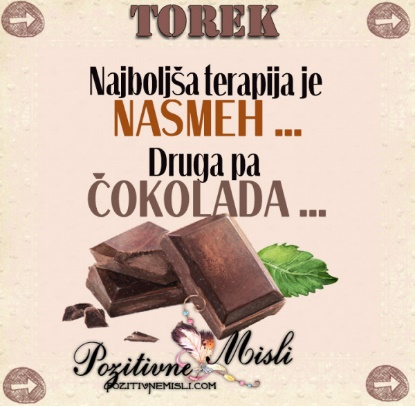 TOREK
Najboljša terapija je
NASMEH ...
Druga pa
ČOKOLADA ...
Pozitivne Misli
POZITIVNEMISLI.COM